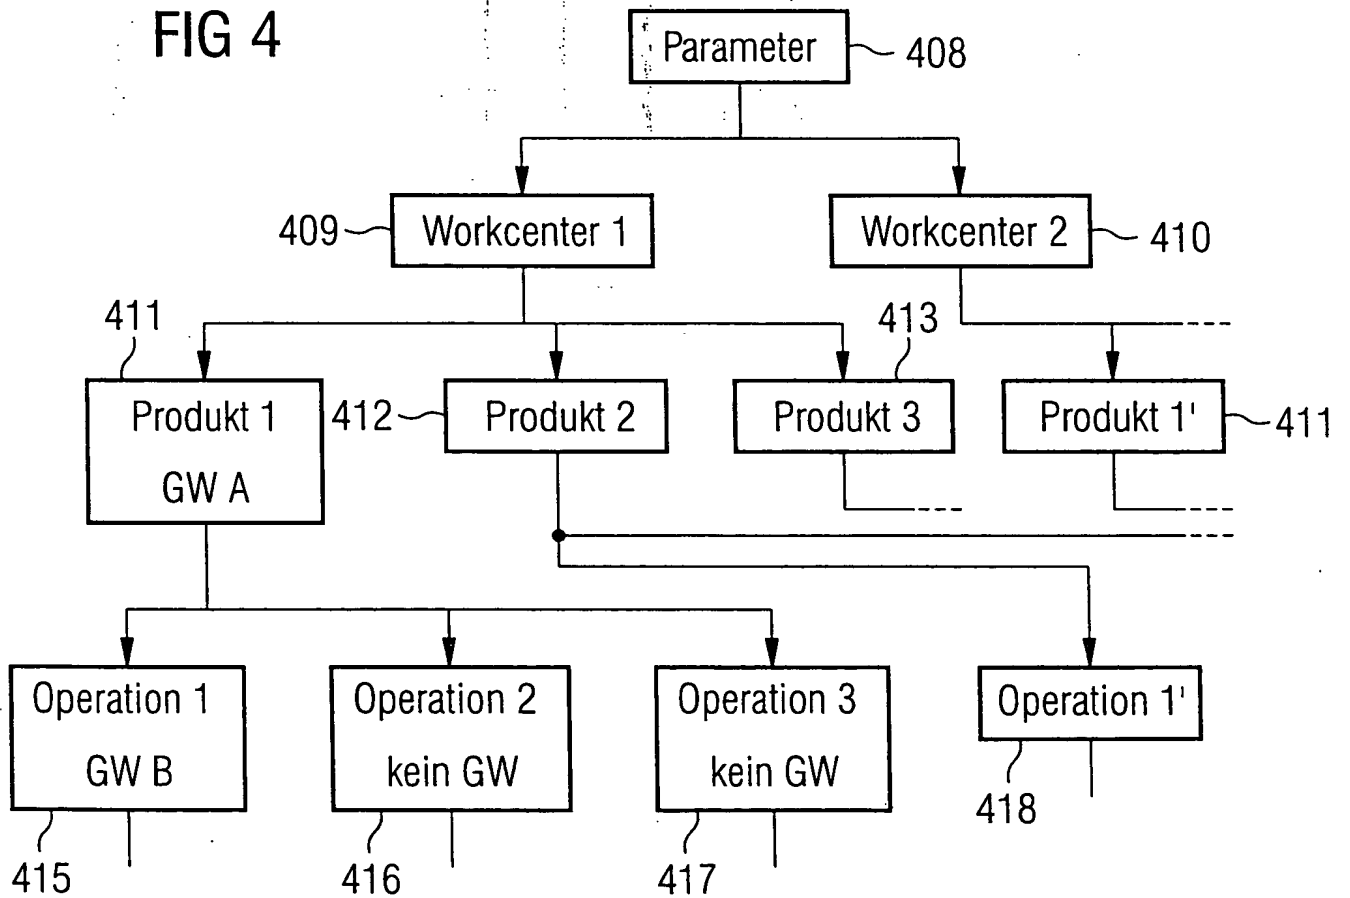 FIG 4
Parameter
408
409
Workcenter 1
Workcenter 2
410
411
413
Produkt 1
GW A
412
Produkt 2
Produkt 3
Produkt 1'
411
Operation 1
GW B
Operation 2
kein GW
Operation 3
kein GW
Operation 1'
418
415
416
417